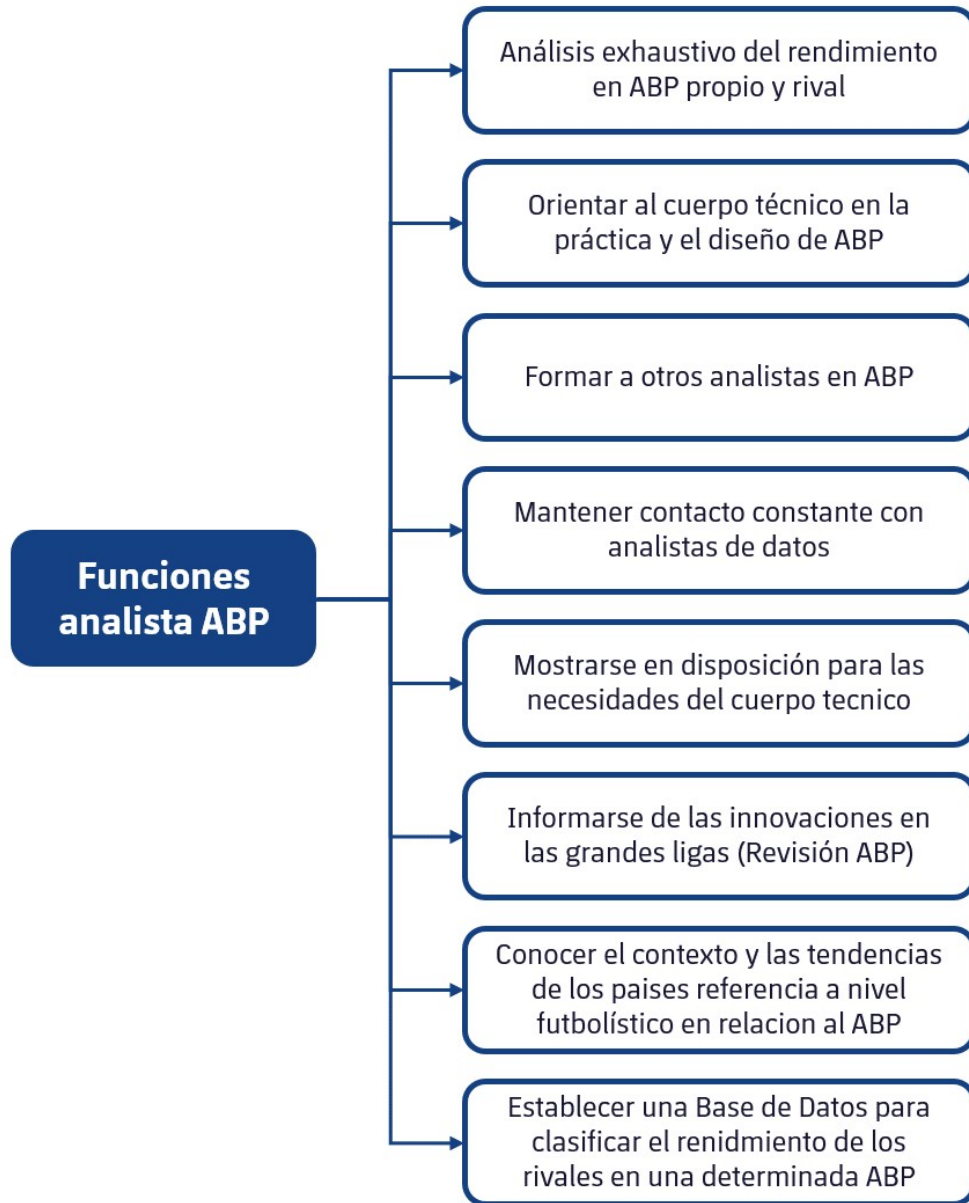 Análisis exhaustivo del rendimiento
en ABP propio y rival
Orientar al cuerpo técnico en la
práctica y el diseño de ABP
Formar a otros analistas en ABP
Mantener contacto constante con
analistas de datos
Funciones
analista ABP
Mostrarse en disposición para las
necesidades del cuerpo tecnico
Informarse de las innovaciones en
las grandes ligas (Revisión ABP)
Conocer el contexto y las tendencias
de los paises referencia a nivel
futbolístico en relacion al ABP
Establecer una Base de Datos para
clasificar el renidmiento de los
rivales en una determinada ABP